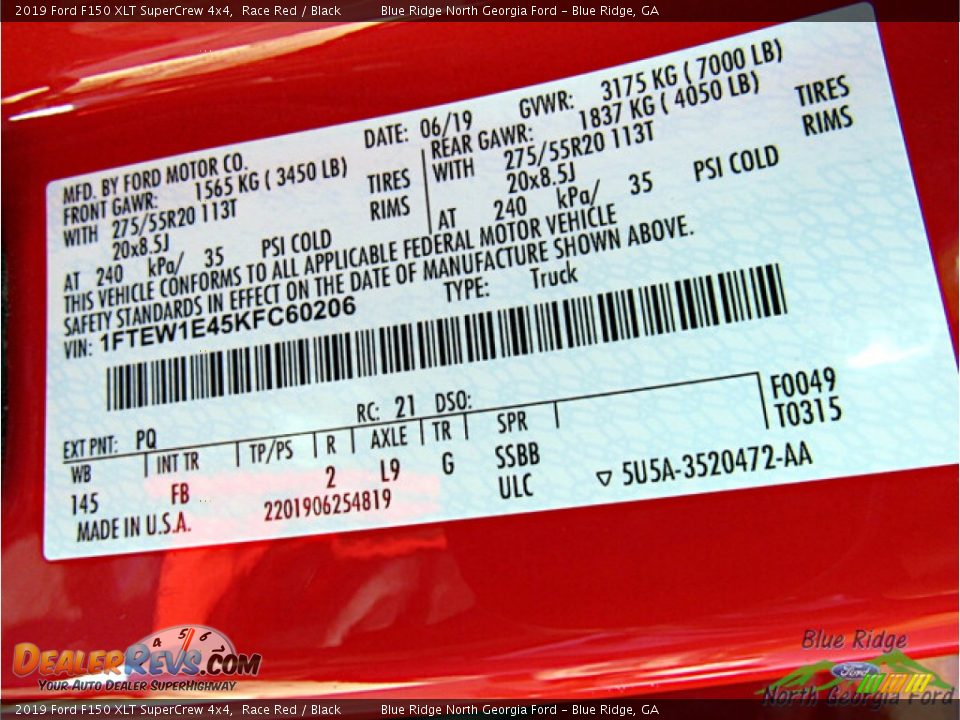 2019 Ford F150 XLT SuperCrew 4x4, Race Red / Black Blue Ridge North Georgia Ford - Blue Ridge, GA
MFD. BY FORD MOTOR CO.
DATE: 06/19
GVWR: 3175 KG ( 7000 LB)
FRONT GAWR: 1565 KG ( 3450 LB)
WITH 275/55R20 113T TIRES
20x8.5J RIMS
AT 240 kPa/ 35 PSI COLD
REAR GAWR: 1837 KG ( 4050 LB)
WITH 275/55R20 113T TIRES
20x8.5J RIMS
AT 240 kPa/ 35 PSI COLD
THIS VEHICLE CONFORMS TO ALL APPLICABLE FEDERAL MOTOR VEHICLE
SAFETY STANDARDS IN EFFECT ON THE DATE OF MANUFACTURE SHOWN ABOVE.
VIN: 1FTEW1E45KFC60206
TYPE: Truck
F0049
T0315
EXT PNT: PQ RC: 21 DSO:
WB INT TR TP/PS R AXLE TR SPR
145 FB 2 L9 G SSBB
MADE IN U.S.A. 2201906254819 ULC
5U5A-3520472-AA
4 5 6
DEALERREVS.COM
YOUR AUTO DEALER SUPERHIGHWAY
Blue Ridge
Ford
North Georgia Ford
2019 Ford F150 XLT SuperCrew 4x4, Race Red / Black Blue Ridge North Georgia Ford - Blue Ridge, GA